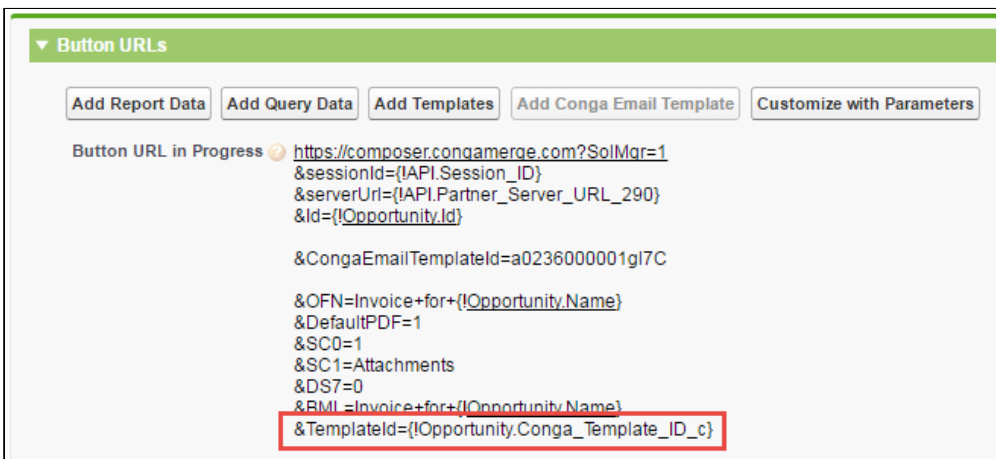 Button URLs
Add Report Data Add Query Data Add Templates Add Conga Email Template Customize with Parameters
Button URL in Progress https://composer.congamerge.com?SolMgr=1
&sessionId={!API.Session_ID}
&serverUrl={!API.Partner_Server_URL_290}
&Id={!Opportunity.Id}
&CongaEmailTemplateId=a0236000001gI7C
&OFN=Invoice+for+{!Opportunity.Name}
&DefaultPDF=1
&SC0=1
&SC1=Attachments
&DS7=0
&BML=Invoice+for+{!Opportunity.Name}
&TemplateId={!Opportunity.Conga_Template_ID_c}